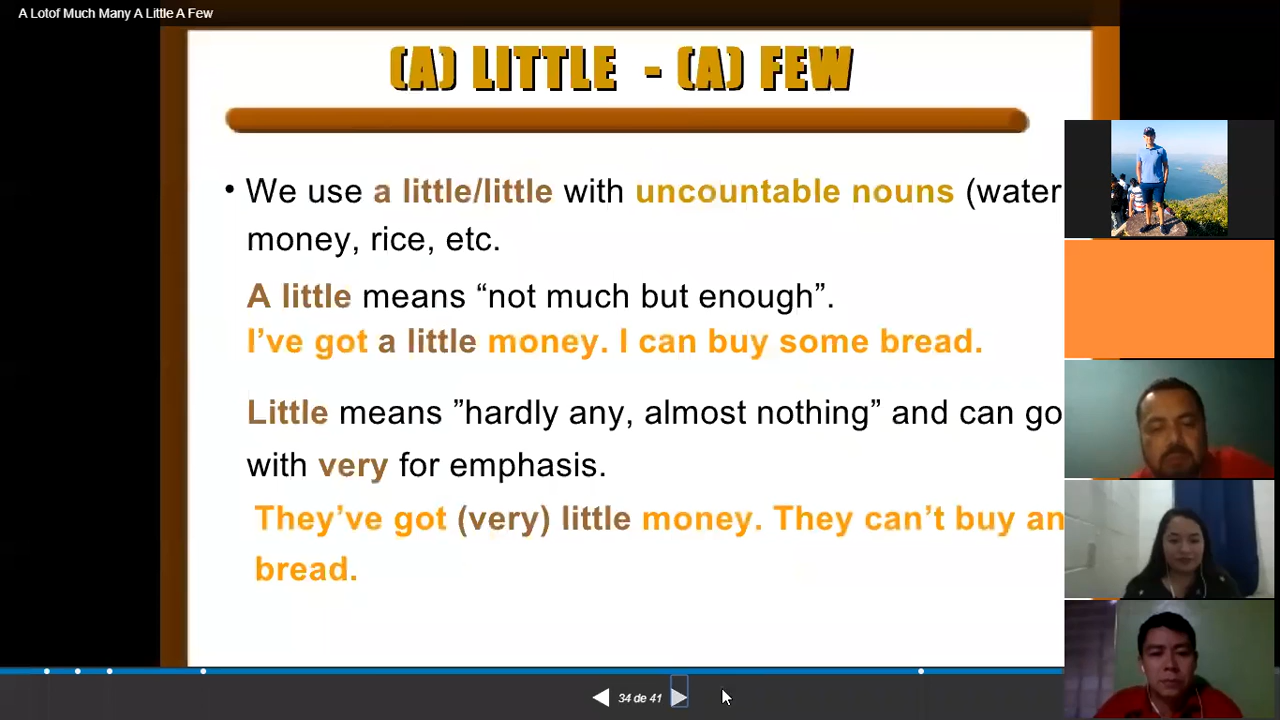 A Lotof Much Many A Little A Few
(A) LITTLE - (A) FEW
• We use a little/little with uncountable nouns (water
money, rice, etc.
A little means “not much but enough”.
I’ve got a little money. I can buy some bread.
Little means ”hardly any, almost nothing” and can go
with very for emphasis.
They’ve got (very) little money. They can’t buy an
bread.
34 de 41